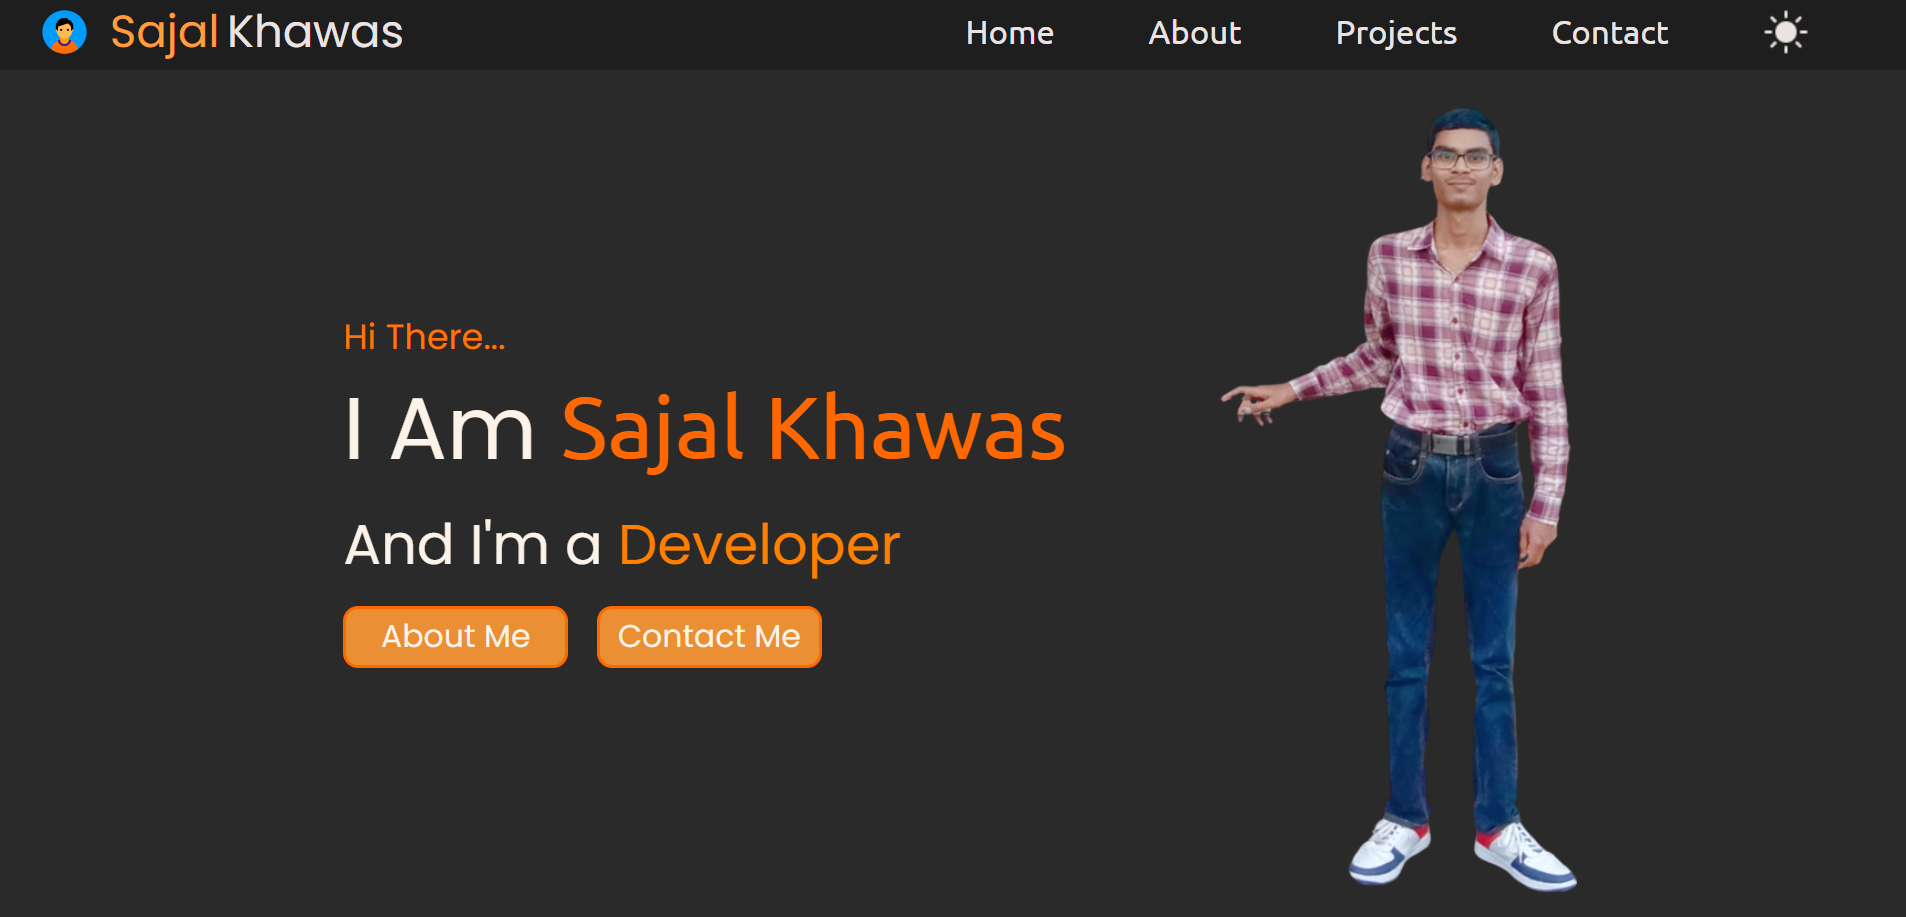 Sajal Khawas
Home About Projects Contact
Hi There...
I Am Sajal Khawas
And I'm a Developer
About Me Contact Me